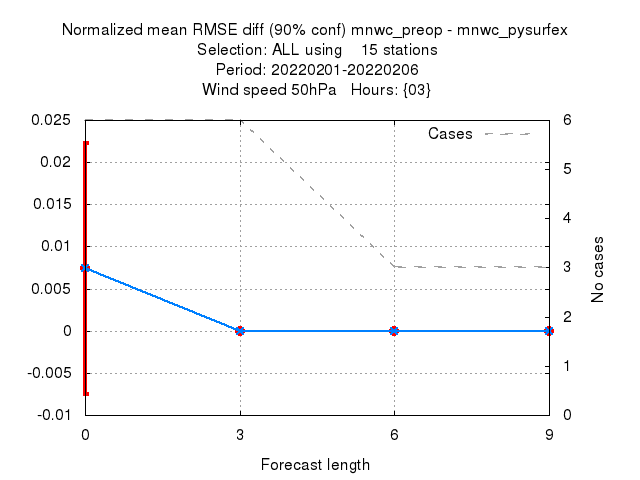 Normalized mean RMSE diff (90% conf) mnwc_preop - mnwc_pysurfex
Selection: ALL using    15 stations
Period: 20220201-20220206
Wind speed 50hPa   Hours: {03}
Cases
0.025
0.02
0.015
0.01
0.005
0
-0.005
-0.01
6
5
4
3
2
1
0
No cases
0 3 6 9
Forecast length